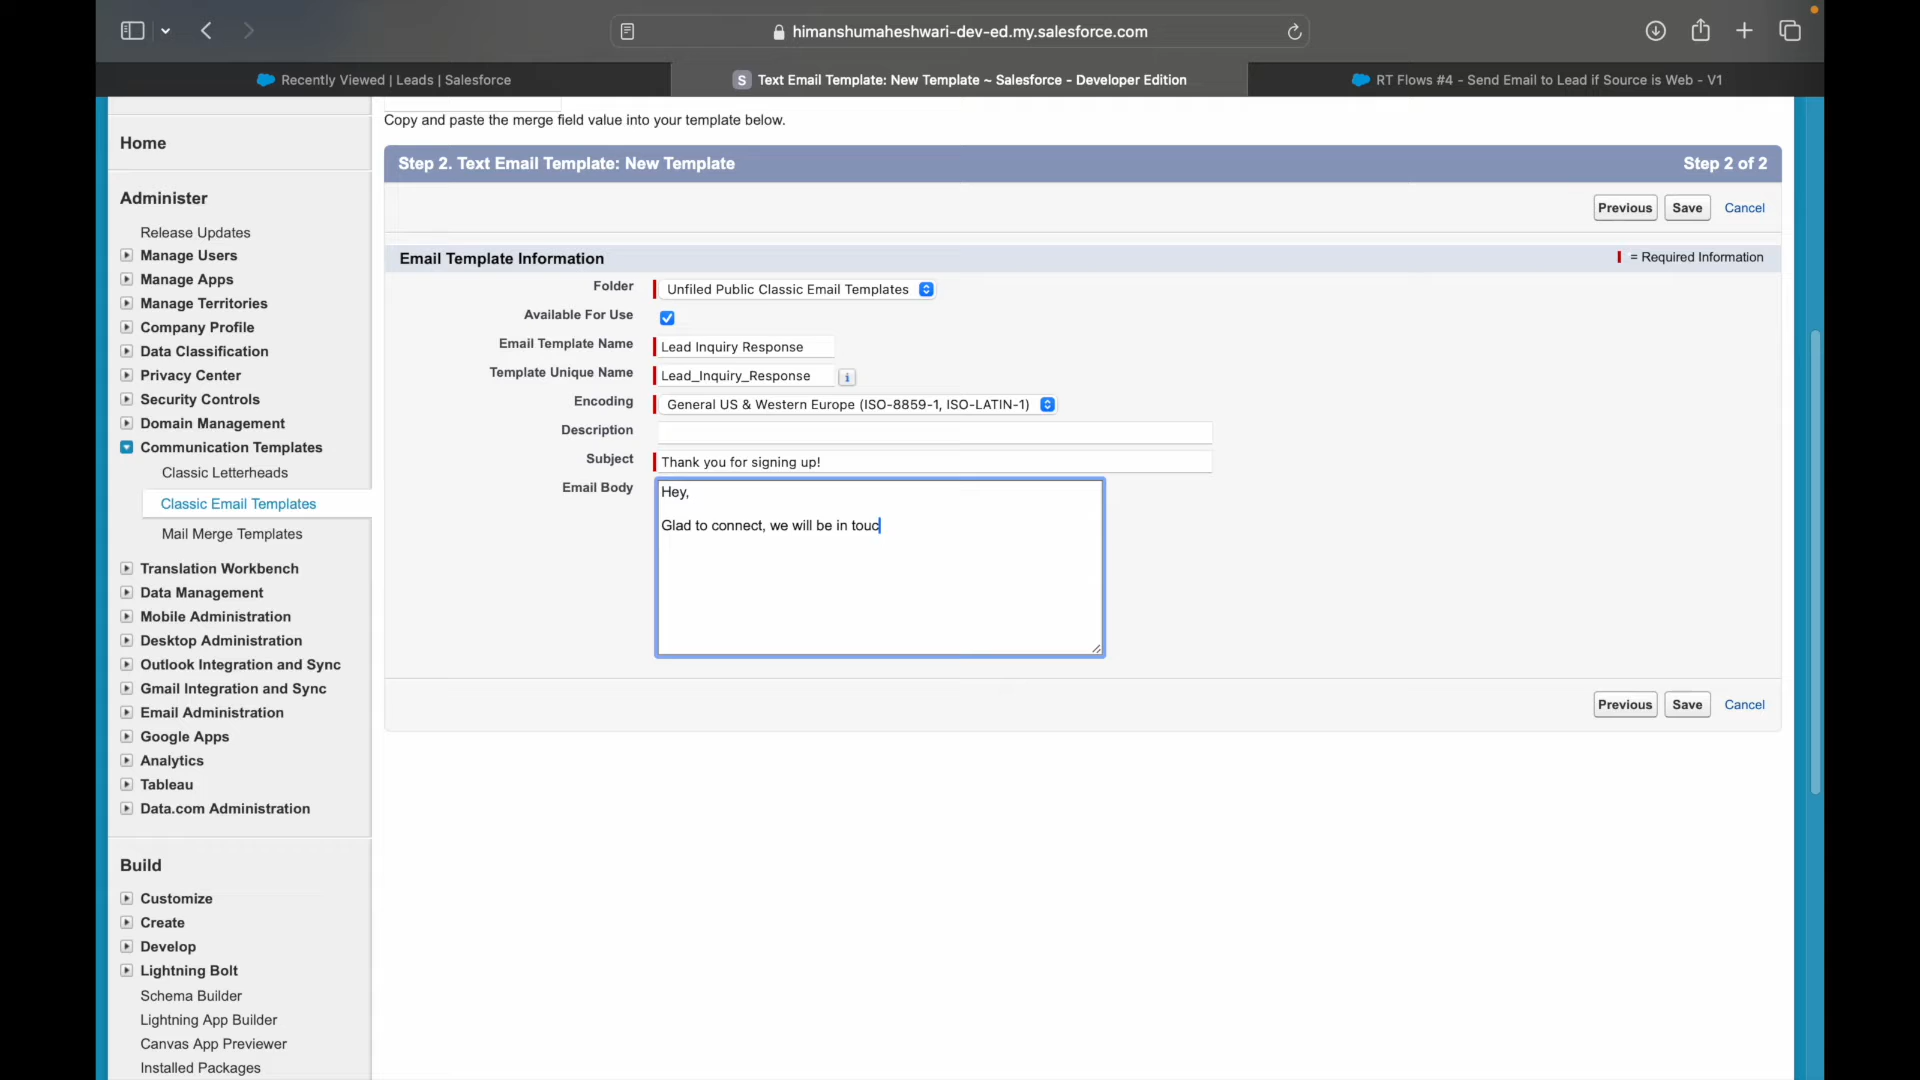 himanshumaheshwari-dev-ed.my.salesforce.com
Recently Viewed | Leads | Salesforce
S Text Email Template: New Template ~ Salesforce - Developer Edition
RT Flows #4 - Send Email to Lead if Source is Web - V1
Home
Administer
Release Updates
Manage Users
Manage Apps
Manage Territories
Company Profile
Data Classification
Privacy Center
Security Controls
Domain Management
Communication Templates
Classic Letterheads
Classic Email Templates
Mail Merge Templates
Translation Workbench
Data Management
Mobile Administration
Desktop Administration
Outlook Integration and Sync
Gmail Integration and Sync
Email Administration
Google Apps
Analytics
Tableau
Data.com Administration
Build
Customize
Create
Develop
Lightning Bolt
Schema Builder
Lightning App Builder
Canvas App Previewer
Installed Packages
Copy and paste the merge field value into your template below.
Step 2. Text Email Template: New Template Step 2 of 2
Previous Save Cancel
Email Template Information = Required Information
Folder Unfiled Public Classic Email Templates
Available For Use
Email Template Name Lead Inquiry Response
Template Unique Name Lead_Inquiry_Response i
Encoding General US & Western Europe (ISO-8859-1, ISO-LATIN-1)
Description
Subject Thank you for signing up!
Email Body Hey,
Glad to connect, we will be in touc
Previous Save Cancel